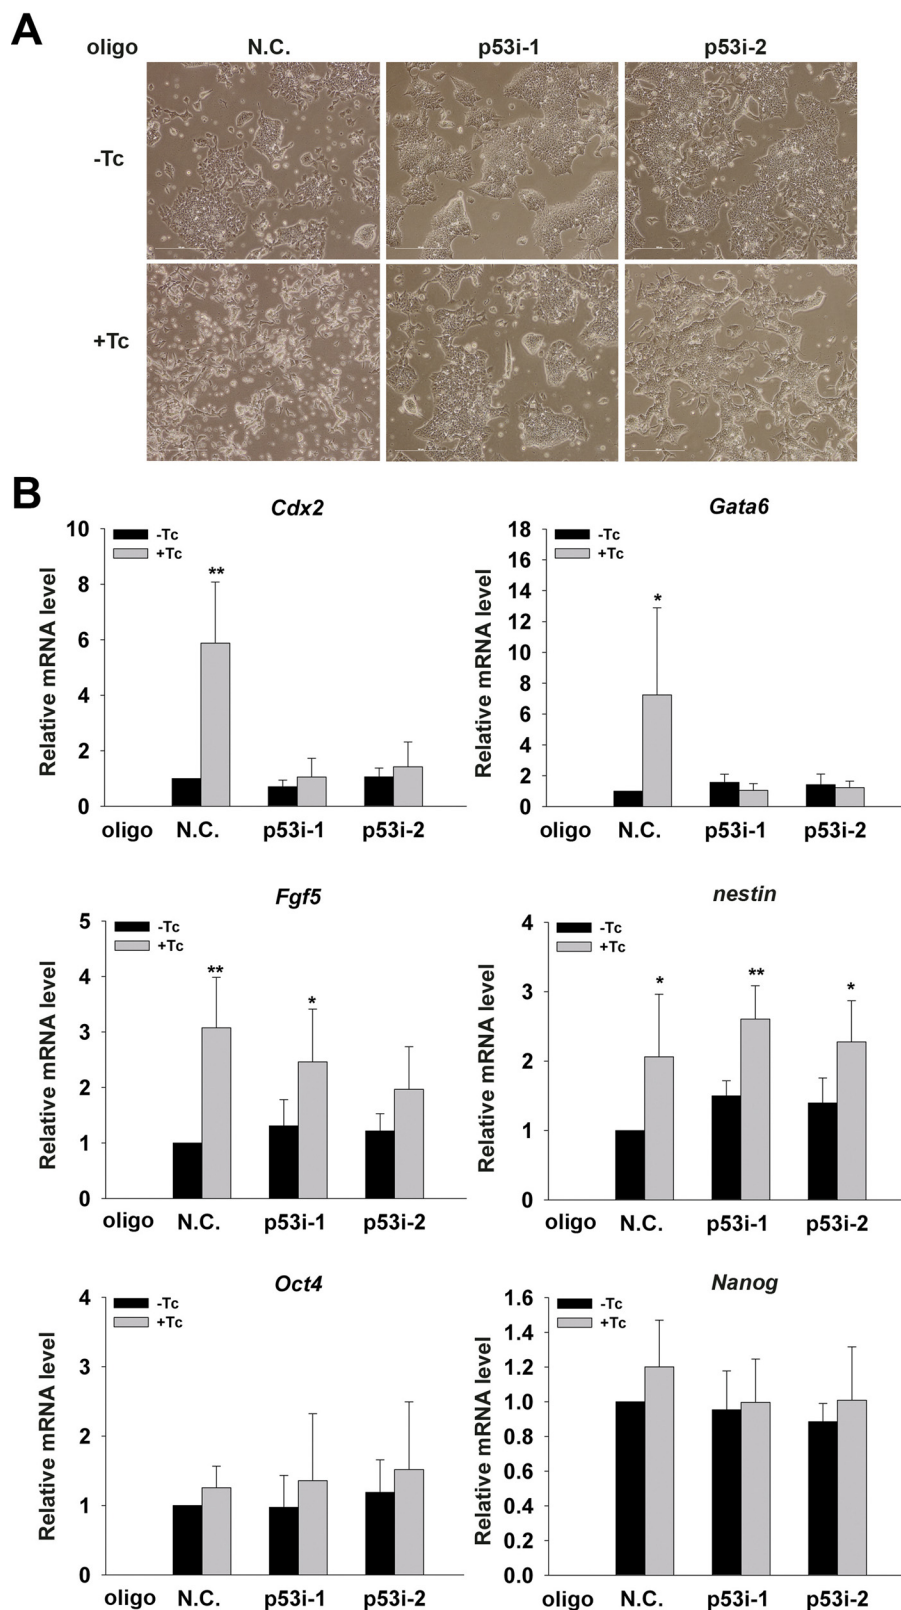 A
oligo N.C. p53i-1 p53i-2
-Tc
+Tc
B
Cdx2
Relative mRNA level
10
8
6
4
2
0
-Tc
+Tc
**
oligo N.C. p53i-1 p53i-2
Gata6
Relative mRNA level
18
16
14
12
10
8
6
4
2
0
-Tc
+Tc
*
oligo N.C. p53i-1 p53i-2
Fgf5
Relative mRNA level
5
4
3
2
1
0
-Tc
+Tc
**
*
oligo N.C. p53i-1 p53i-2
nestin
Relative mRNA level
4
3
2
1
0
-Tc
+Tc
*
**
*
oligo N.C. p53i-1 p53i-2
Oct4
Relative mRNA level
4
3
2
1
0
-Tc
+Tc
oligo N.C. p53i-1 p53i-2
Nanog
Relative mRNA level
1.6
1.4
1.2
1.0
0.8
0.6
0.4
0.2
0.0
-Tc
+Tc
oligo N.C. p53i-1 p53i-2